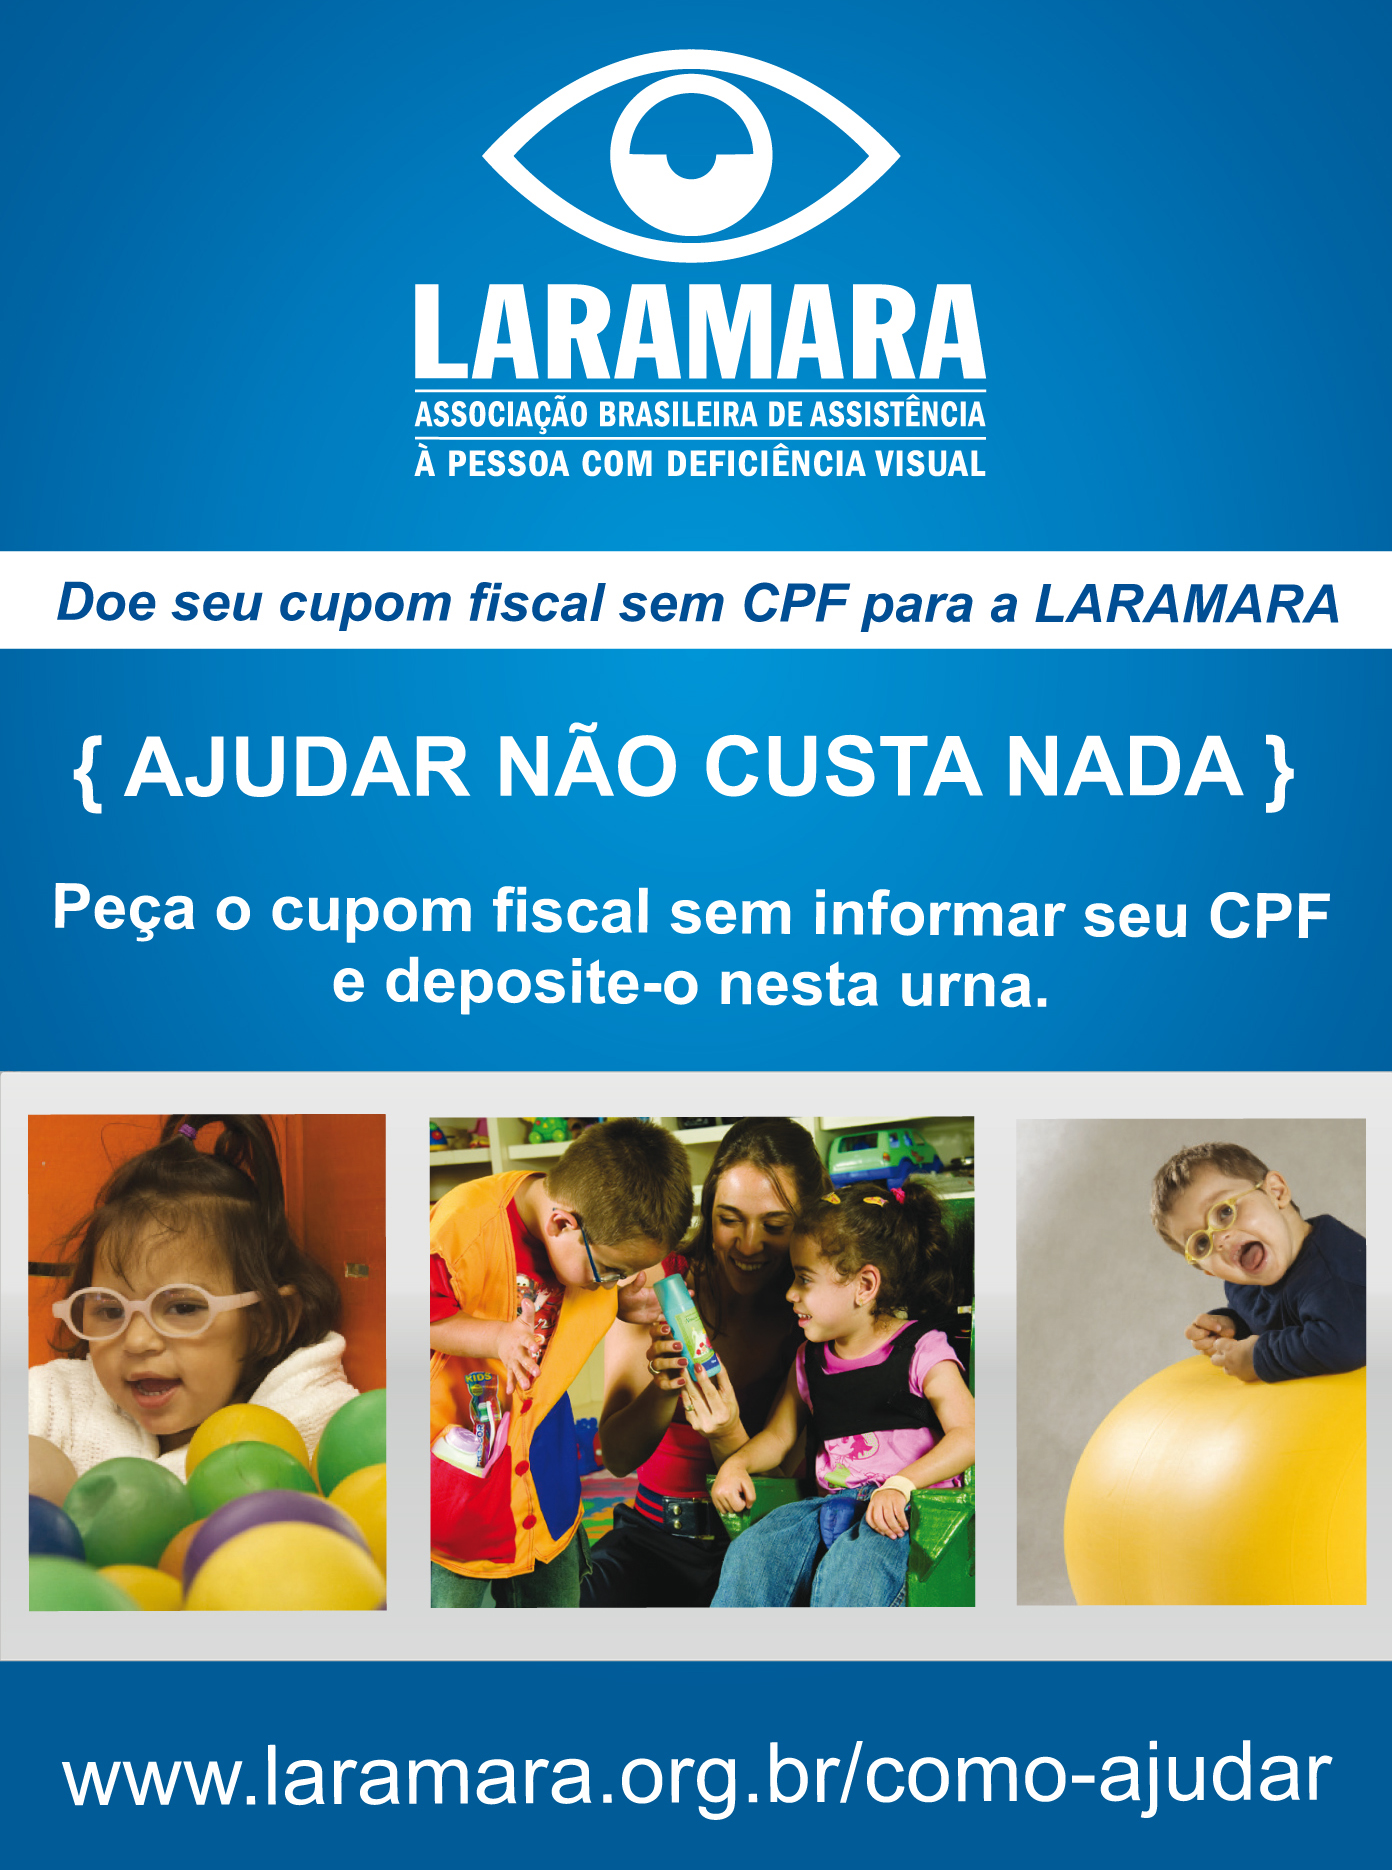 LARAMARA
ASSOCIAÇÃO BRASILEIRA DE ASSISTÊNCIA
À PESSOA COM DEFICIÊNCIA VISUAL
Doe seu cupom fiscal sem CPF para a LARAMARA
{ AJUDAR NÃO CUSTA NADA }
Peça o cupom fiscal sem informar seu CPF
e deposite-o nesta urna.
KIDS
www.laramara.org.br/como-ajudar